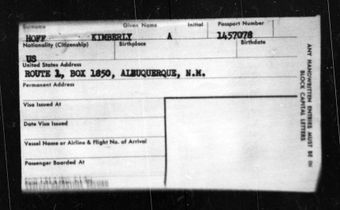 Surname Given Name Initial Passport Number
HOFF KIMBERLY A 1457078
Nationality (Citizenship) Birthplace Birthdate
US
United States Address
ROUTE 1, BOX 1850, ALBUQUERQUE, N.M.
Permanent Address
Visa Issued At
Date Visa Issued
Vessel Name or Airline & Flight No. of Arrival
Passenger Boarded At
ANY HANDWRITTEN ENTRIES MUST BE IN
BLOCK CAPITAL LETTERS